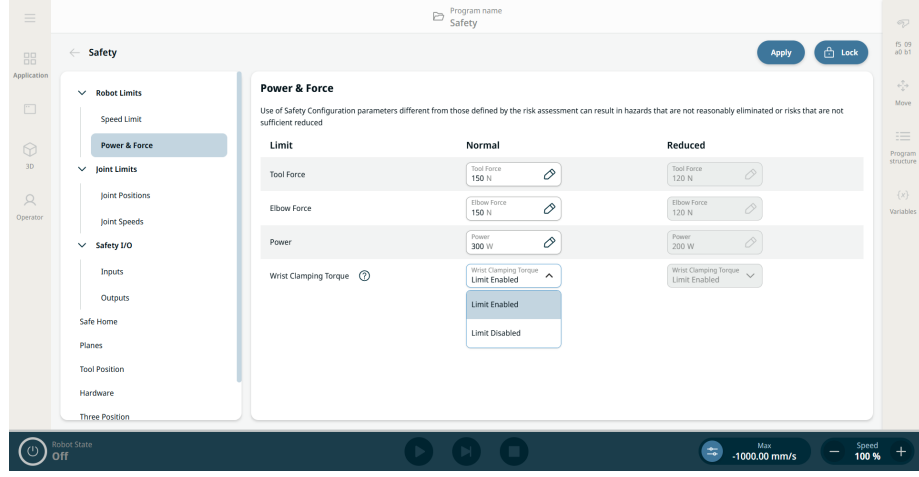 Program name
Safety
Safety
Apply
Lock
f5 09
a0 b1
Application
3D
Operator
Move
Program
structure
{x}
Variables
Robot Limits
Speed Limit
Power & Force
Joint Limits
Joint Positions
Joint Speeds
Safety I/O
Inputs
Outputs
Safe Home
Planes
Tool Position
Hardware
Three Position
Power & Force
Use of Safety Configuration parameters different from those defined by the risk assessment can result in hazards that are not reasonably eliminated or risks that are not
sufficient reduced
Limit Normal Reduced
Tool Force
Tool Force
150 N
Tool Force
120 N
Elbow Force
Elbow Force
150 N
Elbow Force
120 N
Power
Power
300 W
Power
200 W
Wrist Clamping Torque ?
Wrist Clamping Torque
Limit Enabled
Wrist Clamping Torque
Limit Enabled
Limit Enabled
Limit Disabled
Robot State
Off
Max
-1000.00 mm/s
Speed
100 %